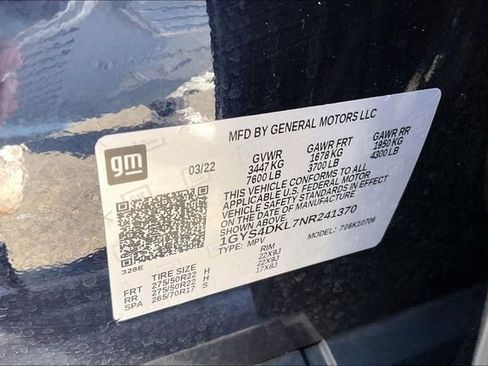 MFD BY GENERAL MOTORS LLC
gm
03/22
GVWR GAWR FRT GAWR RR
3447 KG 1678 KG 1950 KG
7600 LB 3700 LB 4300 LB
THIS VEHICLE CONFORMS TO ALL
APPLICABLE U.S. FEDERAL MOTOR
VEHICLE SAFETY STANDARDS IN EFFECT
ON THE DATE OF MANUFACTURE
SHOWN ABOVE.
1GYS4DKL7NR241370
TYPE: MPV MODEL: 706K10706
328E
TIRE SIZE RIM
FRT 275/50R22 H 22X9J
RR 275/50R22 H 22X9J
SPA 265/70R17 S 17X8J